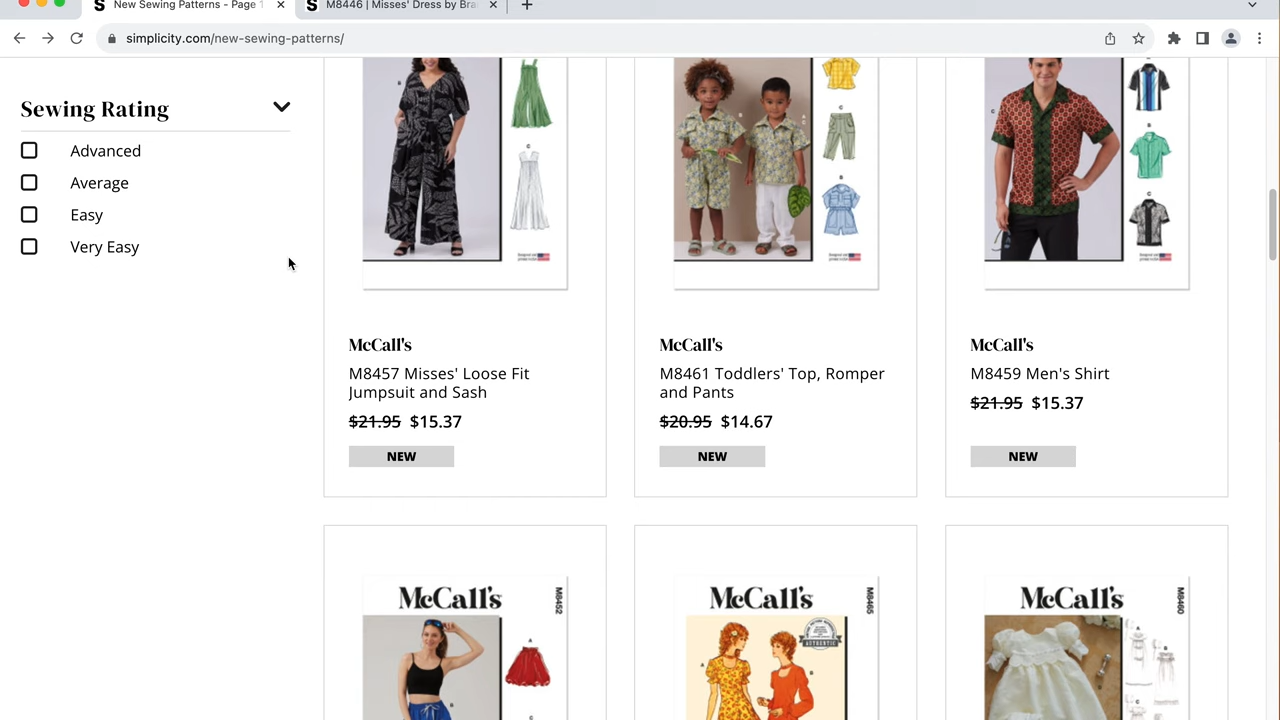 New Sewing Patterns - Page 1
M8446 | Misses' Dress by Bra
simplicity.com/new-sewing-patterns/
Sewing Rating
Advanced
Average
Easy
Very Easy
McCall's
M8457 Misses' Loose Fit
Jumpsuit and Sash
$21.95 $15.37
NEW
McCall's
M8461 Toddlers' Top, Romper
and Pants
$20.95 $14.67
NEW
McCall's
M8459 Men's Shirt
$21.95 $15.37
NEW
McCall's
M8452
McCall's
M8465
AUTHENTIC
McCall's
M8460